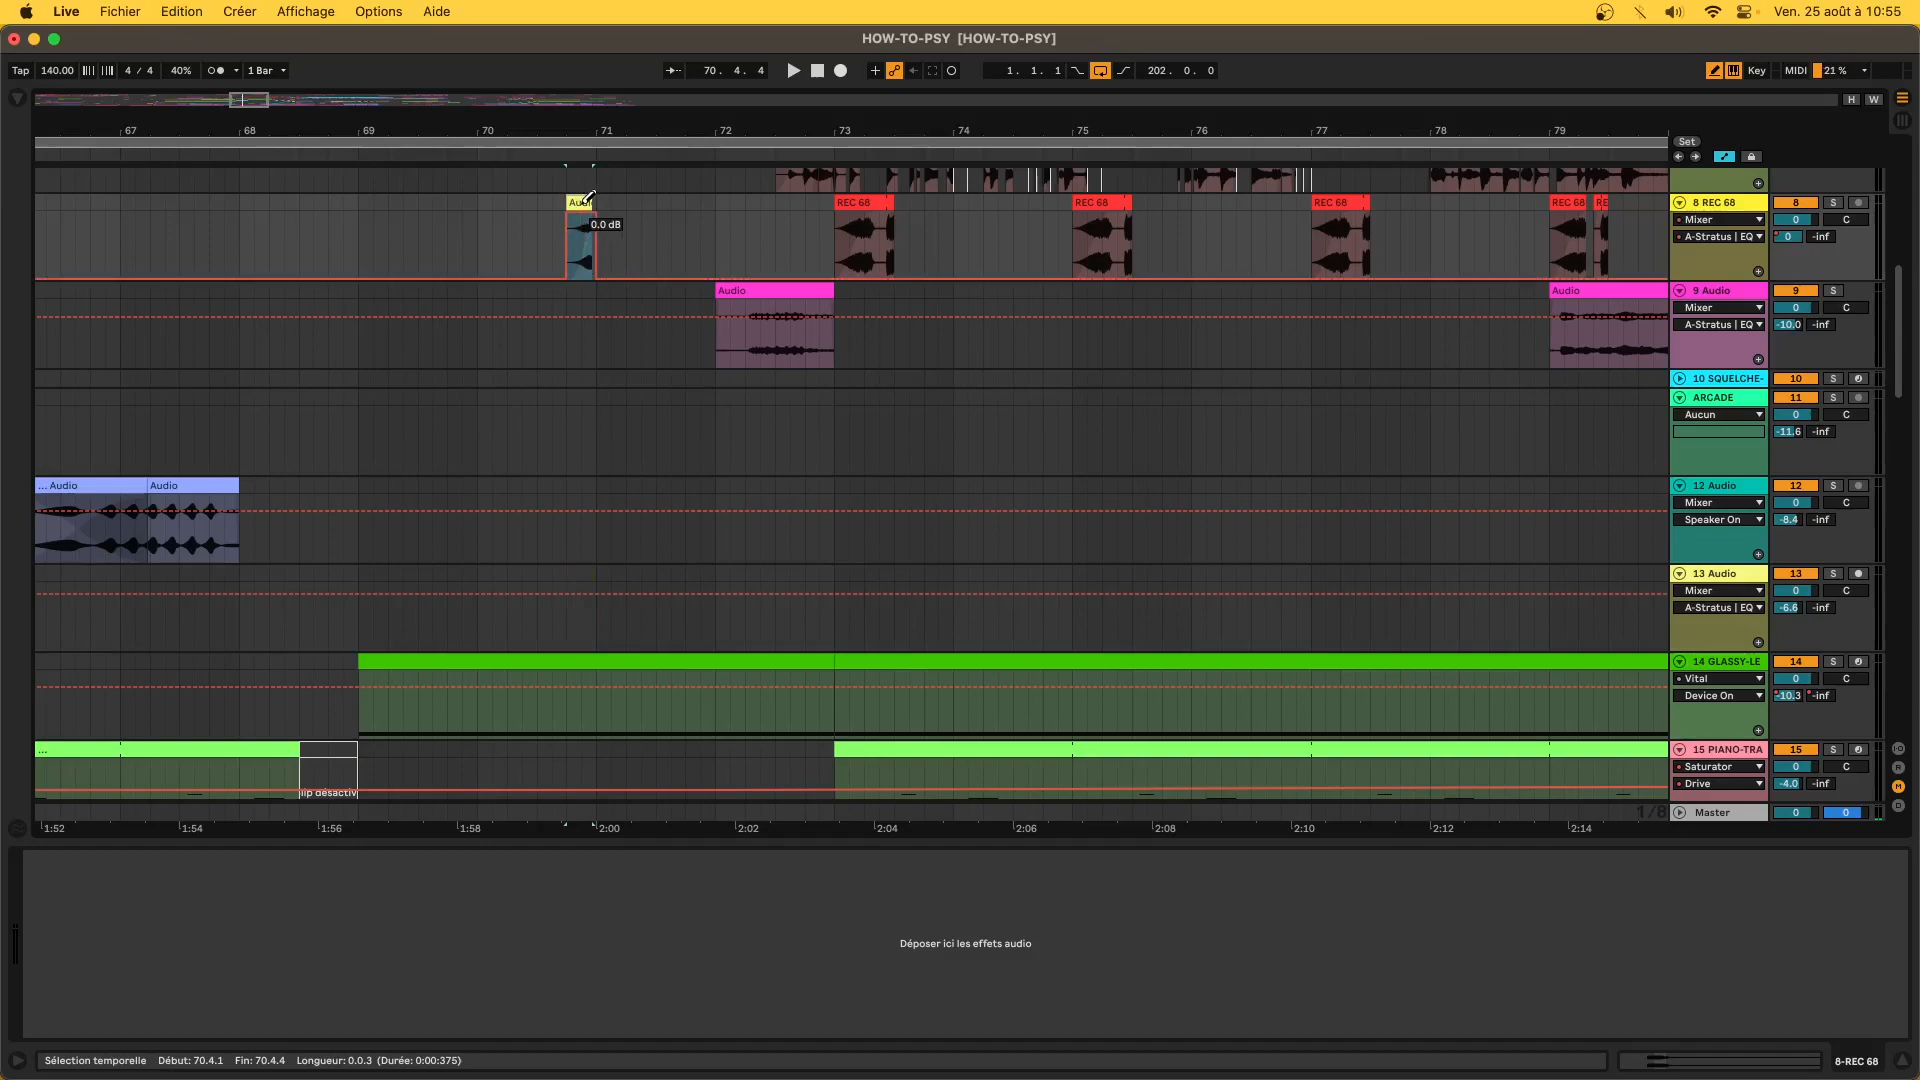 Live Fichier Edition Créer Affichage Options Aide Ven. 25 août à 10:55
HOW-TO-PSY [HOW-TO-PSY]
Tap 140.00 4 / 4 40% 1 Bar 70. 4. 4 1. 1. 1 202. 0. 0 Key MIDI 21 %
H W
67 68 69 70 71 72 73 74 75 76 77 78 79
Set
REC 68 REC 68 REC 68 REC 68 RE 8 REC 68 8 S
0.0 dB
Mixer 0 C
A-Stratus | EQ 0 -inf
Audio Audio 9 Audio 9 S
Mixer 0 C
A-Stratus | EQ -10.0 -inf
10 SQUELCHE- 10 S
ARCADE 11 S
Aucun 0 C
-11.6 -inf
... Audio Audio 12 Audio 12 S
Mixer 0 C
Speaker On -8.4 -inf
13 Audio 13 S
Mixer 0 C
A-Stratus | EQ -6.6 -inf
14 GLASSY-LE 14 S
Vital 0 C
Device On -10.3 -inf
... 15 PIANO-TRA 15 S
Saturator 0 C
Drive -4.0 -inf
lip désactiv
1/8 Master 0 0
1:52 1:54 1:56 1:58 2:00 2:02 2:04 2:06 2:08 2:10 2:12 2:14
Déposer ici les effets audio
Sélection temporelle Début: 70.4.1 Fin: 70.4.4 Longueur: 0.0.3 (Durée: 0:00:375) 8-REC 68